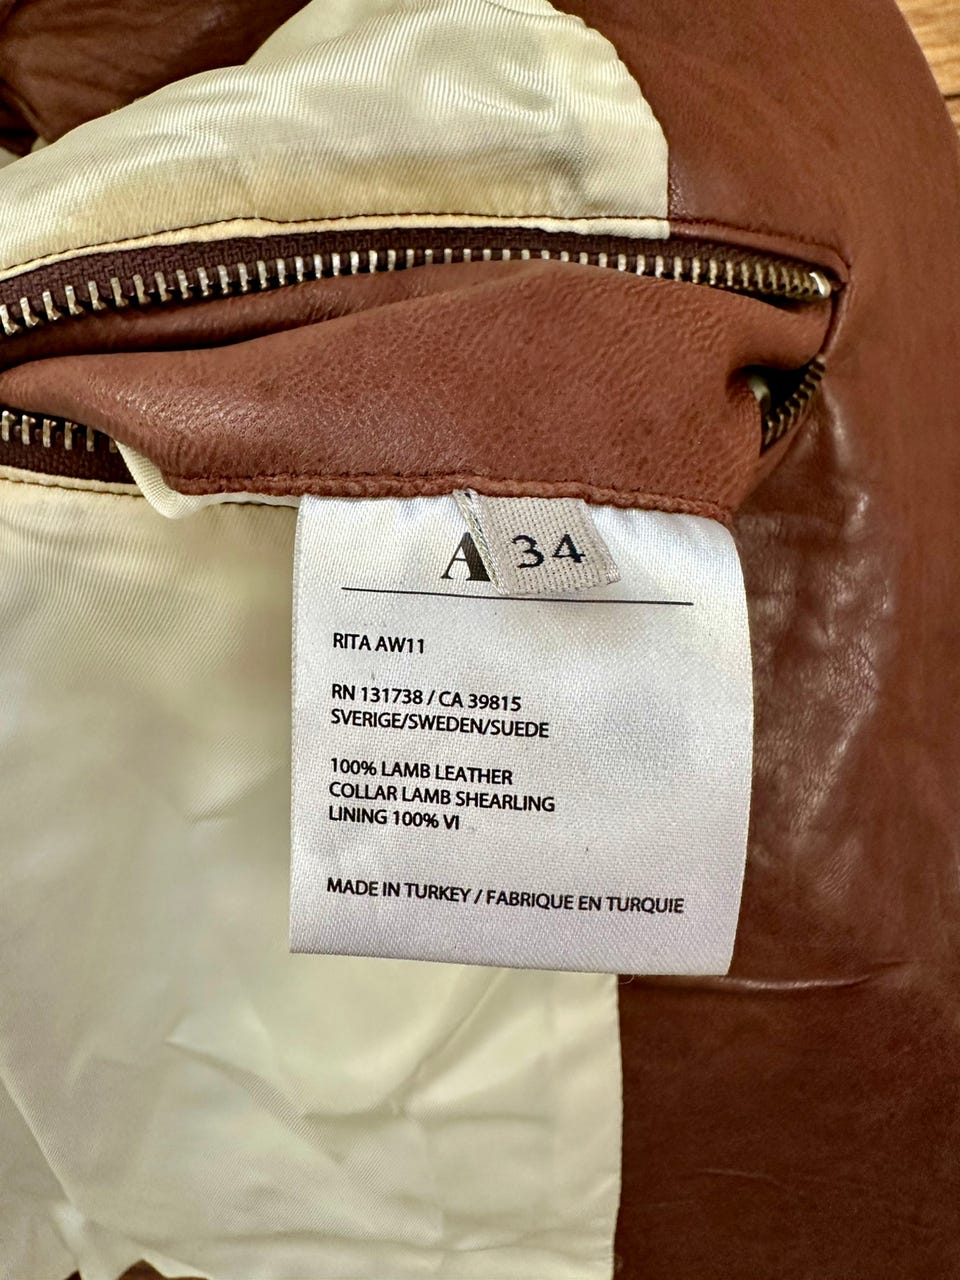 A
34
RITA AW11
RN 131738 / CA 39815
SVERIGE/SWEDEN/SUEDE
100% LAMB LEATHER
COLLAR LAMB SHEARLING
LINING 100% VI
MADE IN TURKEY / FABRIQUE EN TURQUIE